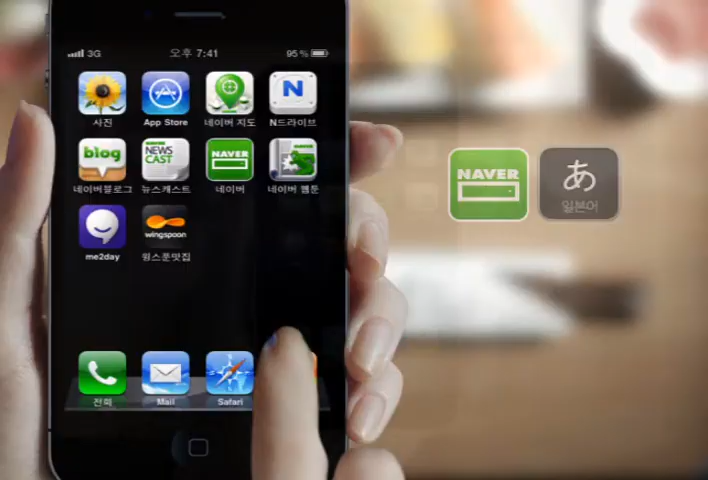 3G 오후 7:41 95%
사진 App Store 네이버 지도 N드라이브
N
blog NAVER NEWS CAST NAVER
네이버블로그 뉴스캐스트 네이버 네이버 웹툰
wingspoon
me2day 윙스푼맛집
전화 Mail Safari
NAVER あ
일본어